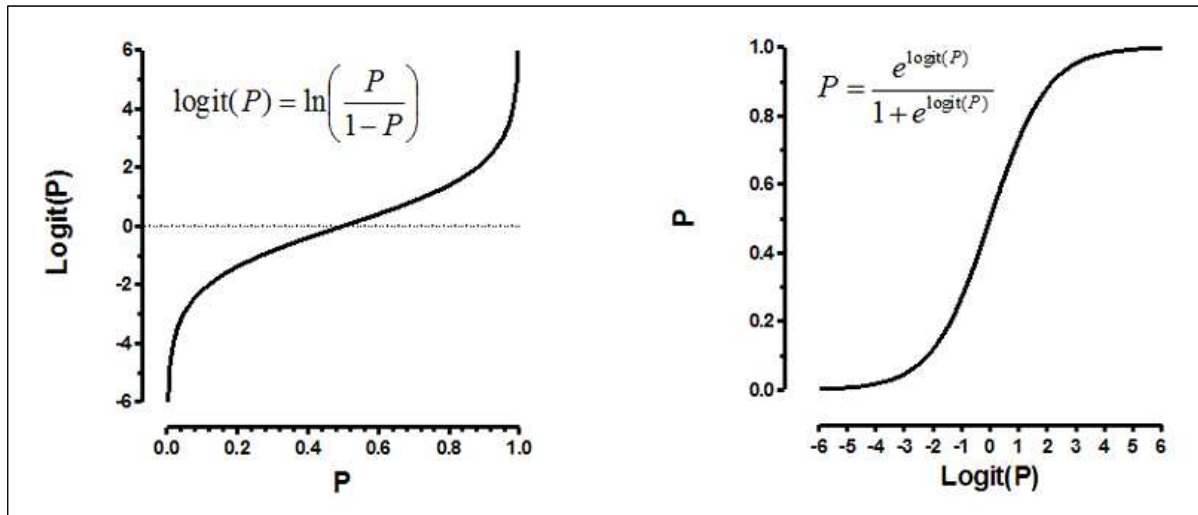 6
4
2
0
-2
-4
-6
Logit(P)
logit(P) = ln(P/(1−P))
0.0 0.2 0.4 0.6 0.8 1.0
P
1.0
0.8
0.6
0.4
0.2
0.0
P
P = e^logit(P)/(1+e^logit(P))
-6 -5 -4 -3 -2 -1 0 1 2 3 4 5 6
Logit(P)